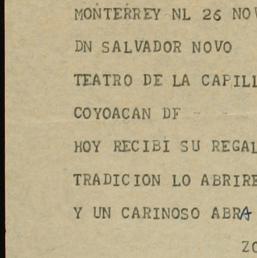 MONTERREY NL 26 NOV
DN SALVADOR NOVO
TEATRO DE LA CAPILL
COYOACAN DF
HOY RECIBI SU REGAL
TRADICION LO ABRIRE
Y UN CARINOSO ABRA
ZO